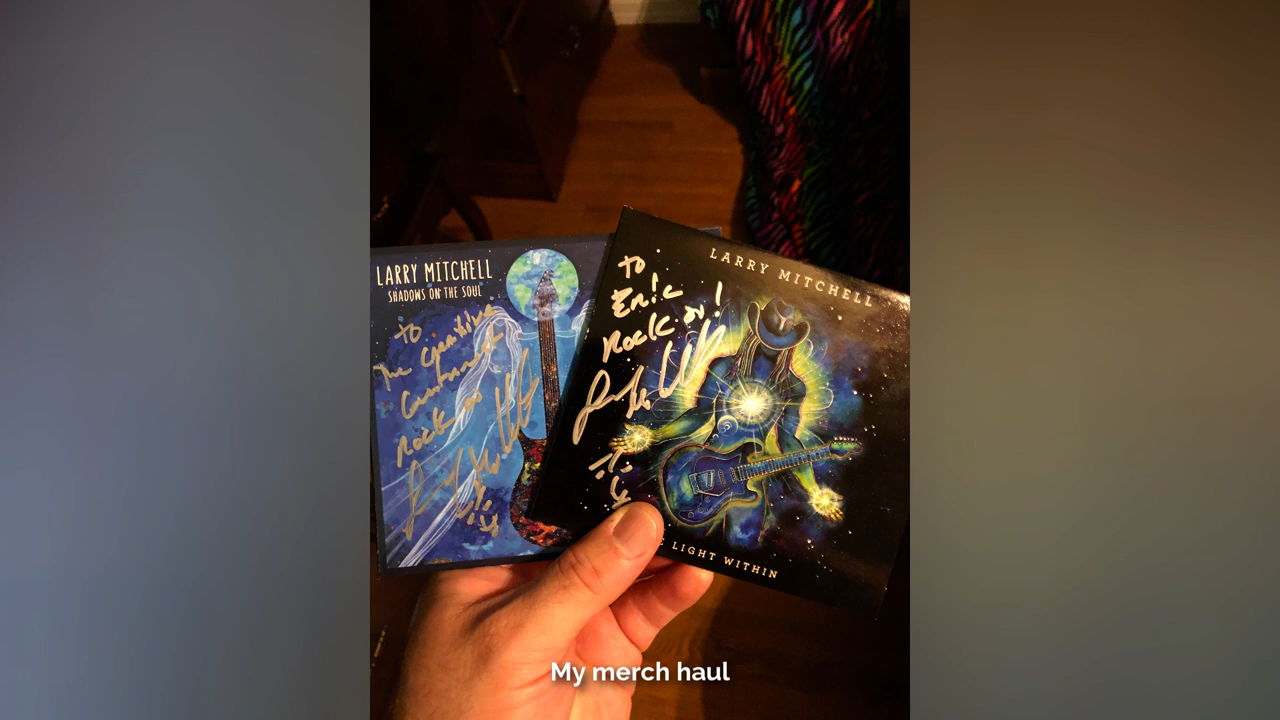 LARRY MITCHELL
SHADOWS ON THE SOUL
TO
The
Rock on
LARRY MITCHELL
To
Eric
Rock on!
LIGHT WITHIN
My merch haul